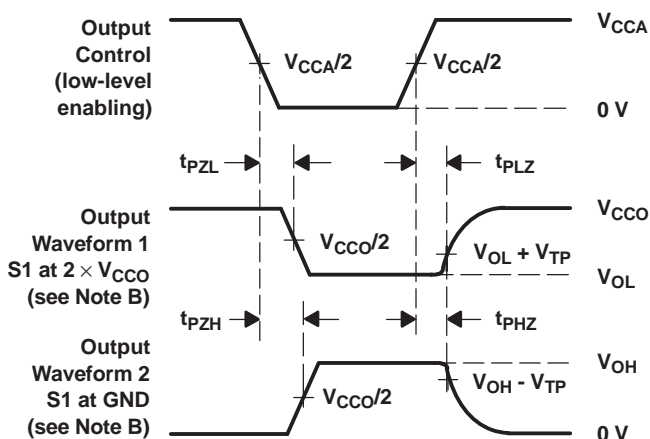 Output
Control
(low-level
enabling)
V_CCA/2
V_CCA/2
V_CCA
0 V
t_PZL
t_PLZ
Output
Waveform 1
S1 at 2 × V_CCO
(see Note B)
V_CCO/2
V_OL + V_TP
V_CCO
V_OL
t_PZH
t_PHZ
Output
Waveform 2
S1 at GND
(see Note B)
V_CCO/2
V_OH - V_TP
V_OH
0 V